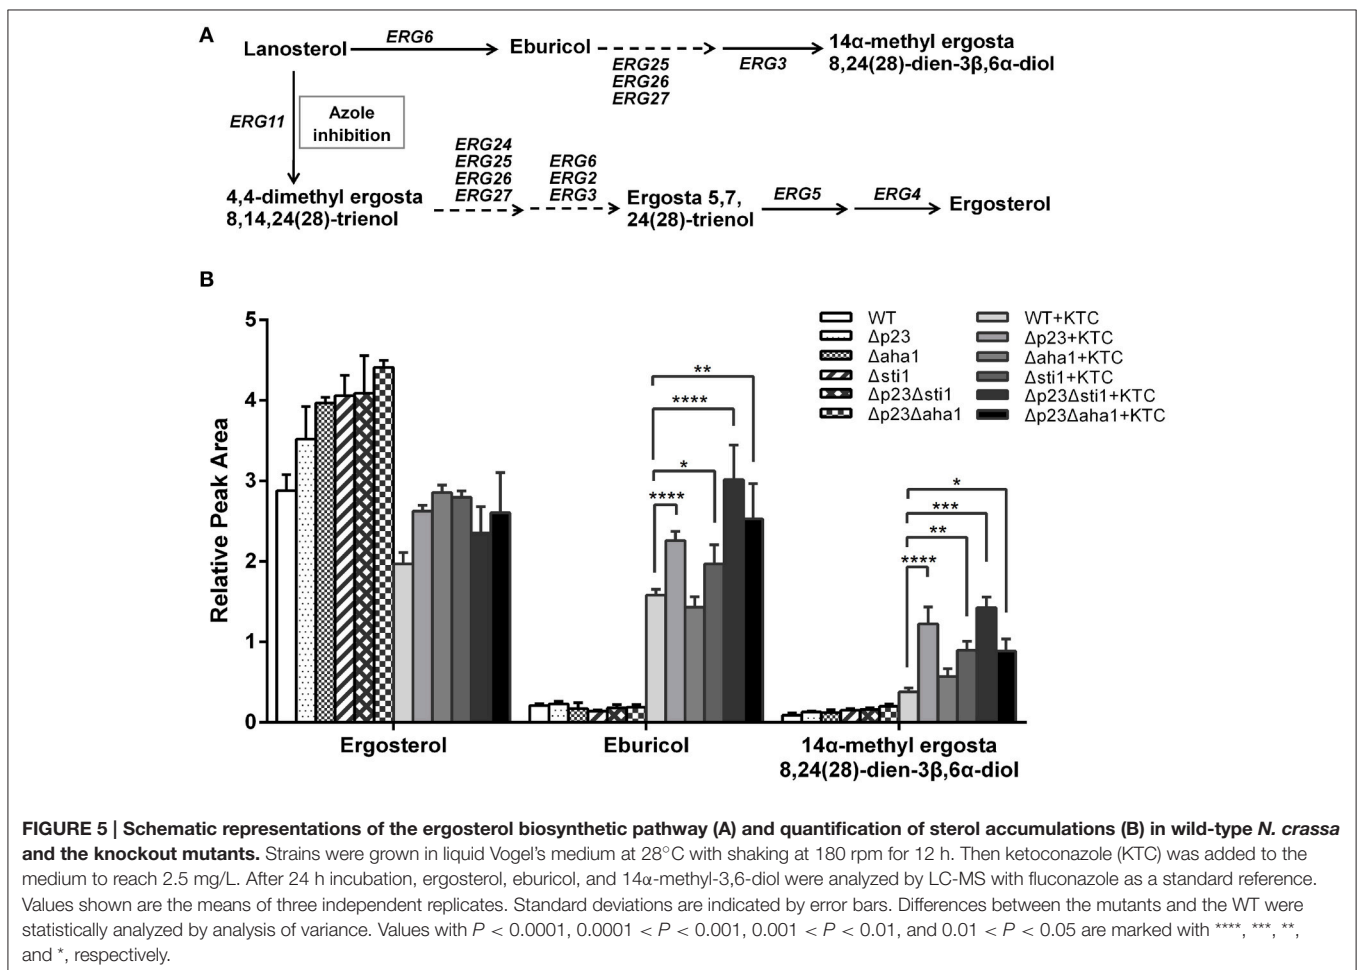 A
Lanosterol
ERG6
Eburicol
ERG25
ERG26
ERG27
ERG3
14α-methyl ergosta
8,24(28)-dien-3β,6α-diol
ERG11
Azole
inhibition
4,4-dimethyl ergosta
8,14,24(28)-trienol
ERG24
ERG25
ERG26
ERG27
ERG6
ERG2
ERG3
Ergosta 5,7,
24(28)-trienol
ERG5
ERG4
Ergosterol
B
Relative Peak Area
5
4
3
2
1
0
WT
Δp23
Δaha1
Δsti1
Δp23Δsti1
Δp23Δaha1
WT+KTC
Δp23+KTC
Δaha1+KTC
Δsti1+KTC
Δp23Δsti1+KTC
Δp23Δaha1+KTC
**
****
*
****
*
***
**
****
Ergosterol
Eburicol
14α-methyl ergosta
8,24(28)-dien-3β,6α-diol
FIGURE 5 | Schematic representations of the ergosterol biosynthetic pathway (A) and quantification of sterol accumulations (B) in wild-type N. crassa
and the knockout mutants. Strains were grown in liquid Vogel's medium at 28°C with shaking at 180 rpm for 12 h. Then ketoconazole (KTC) was added to the
medium to reach 2.5 mg/L. After 24 h incubation, ergosterol, eburicol, and 14α-methyl-3,6-diol were analyzed by LC-MS with fluconazole as a standard reference.
Values shown are the means of three independent replicates. Standard deviations are indicated by error bars. Differences between the mutants and the WT were
statistically analyzed by analysis of variance. Values with P < 0.0001, 0.0001 < P < 0.001, 0.001 < P < 0.01, and 0.01 < P < 0.05 are marked with ****, ***, **,
and *, respectively.